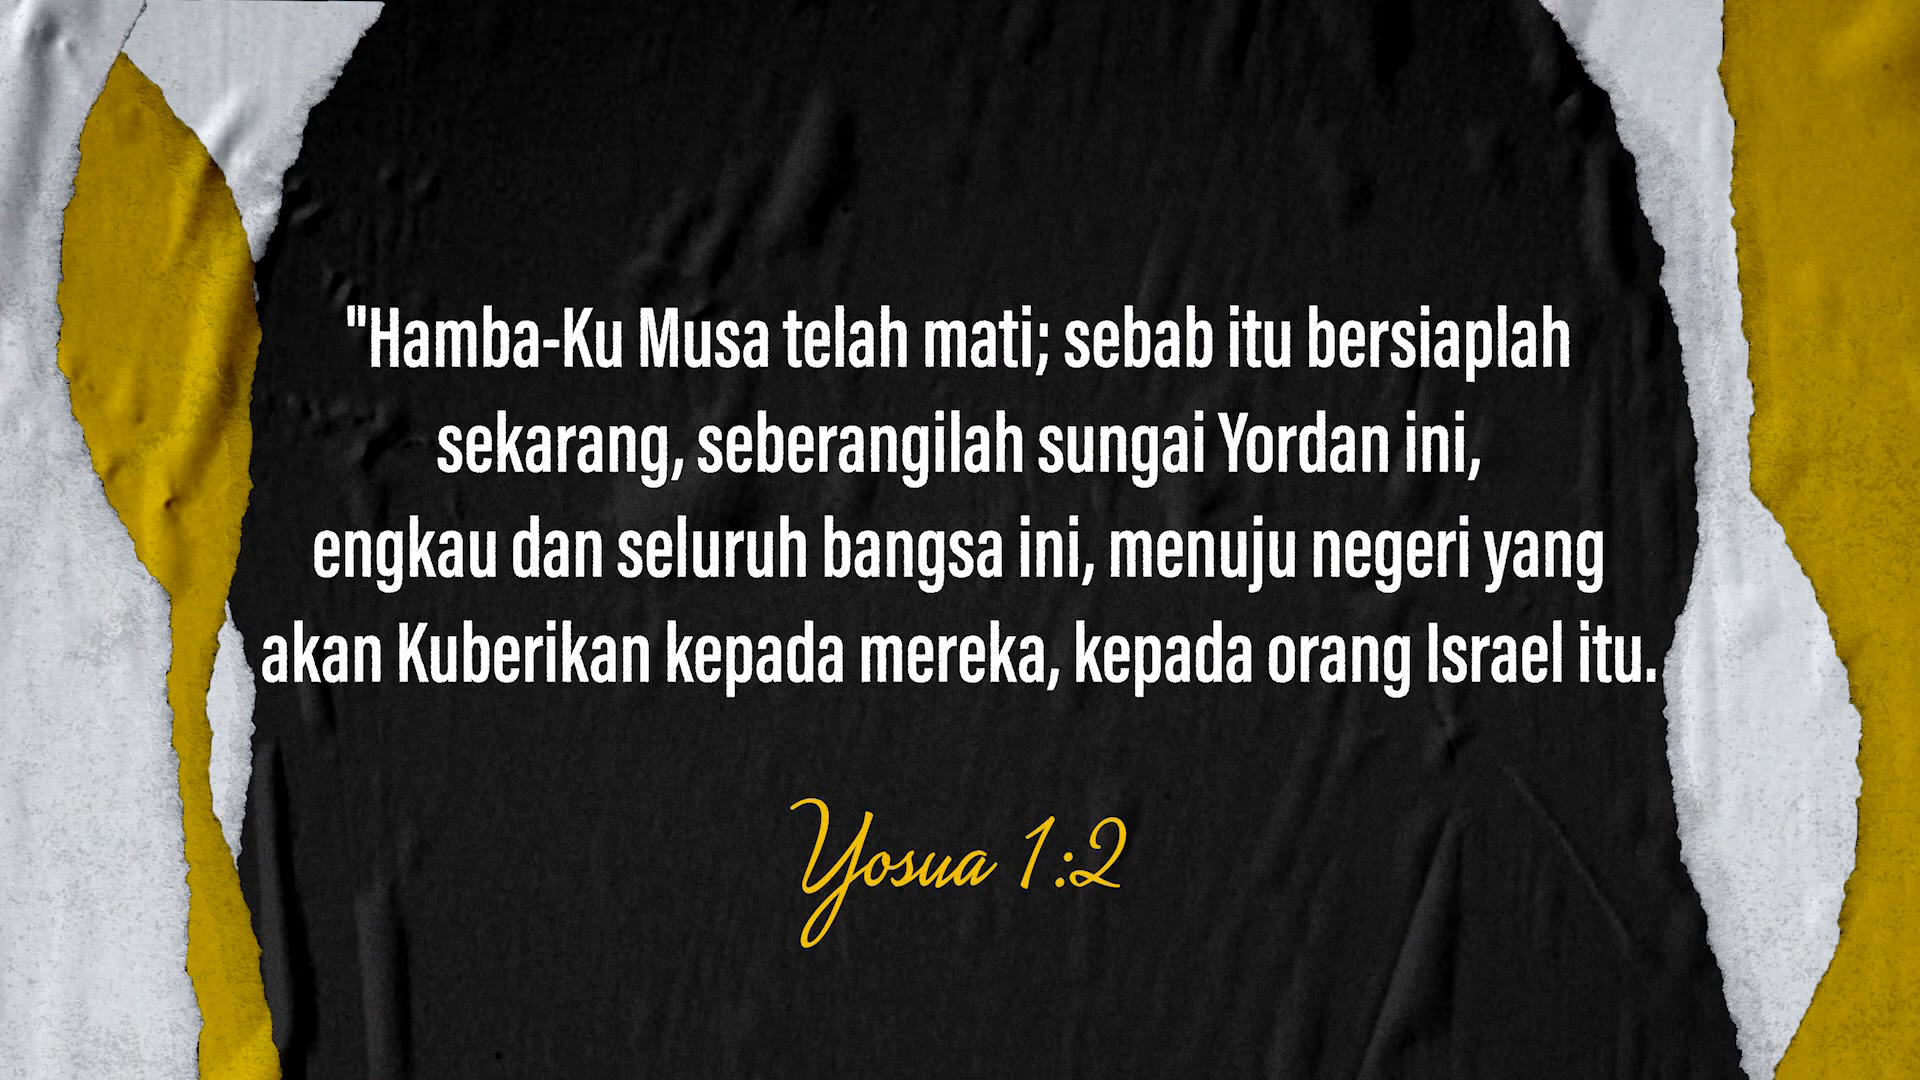 "Hamba-Ku Musa telah mati; sebab itu bersiaplah
sekarang, seberangilah sungai Yordan ini,
engkau dan seluruh bangsa ini, menuju negeri yang
akan Kuberikan kepada mereka, kepada orang Israel itu.
Yosua 1:2